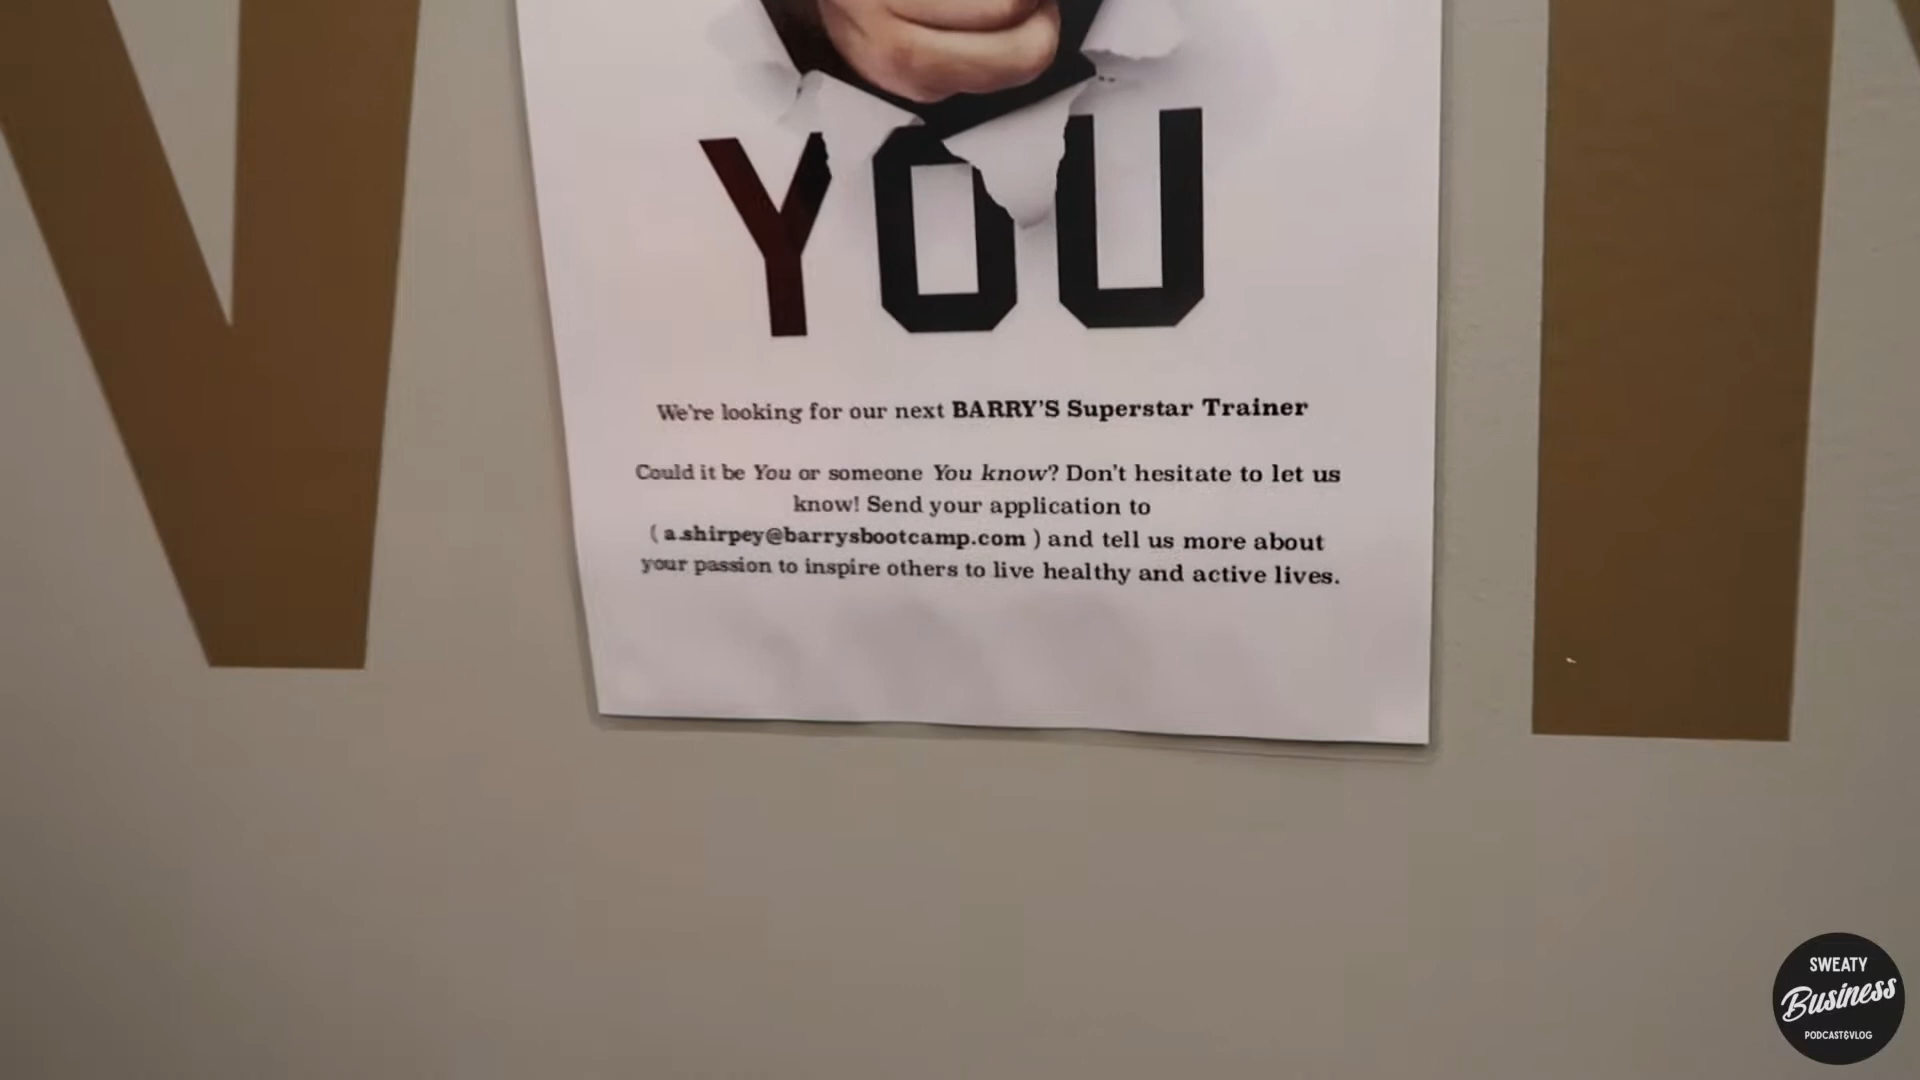 YOU
We're looking for our next BARRY'S Superstar Trainer
Could it be You or someone You know? Don't hesitate to let us
know! Send your application to
( a.shirpey@barrysbootcamp.com ) and tell us more about
your passion to inspire others to live healthy and active lives.
SWEATY
Business
PODCAST&VLOG